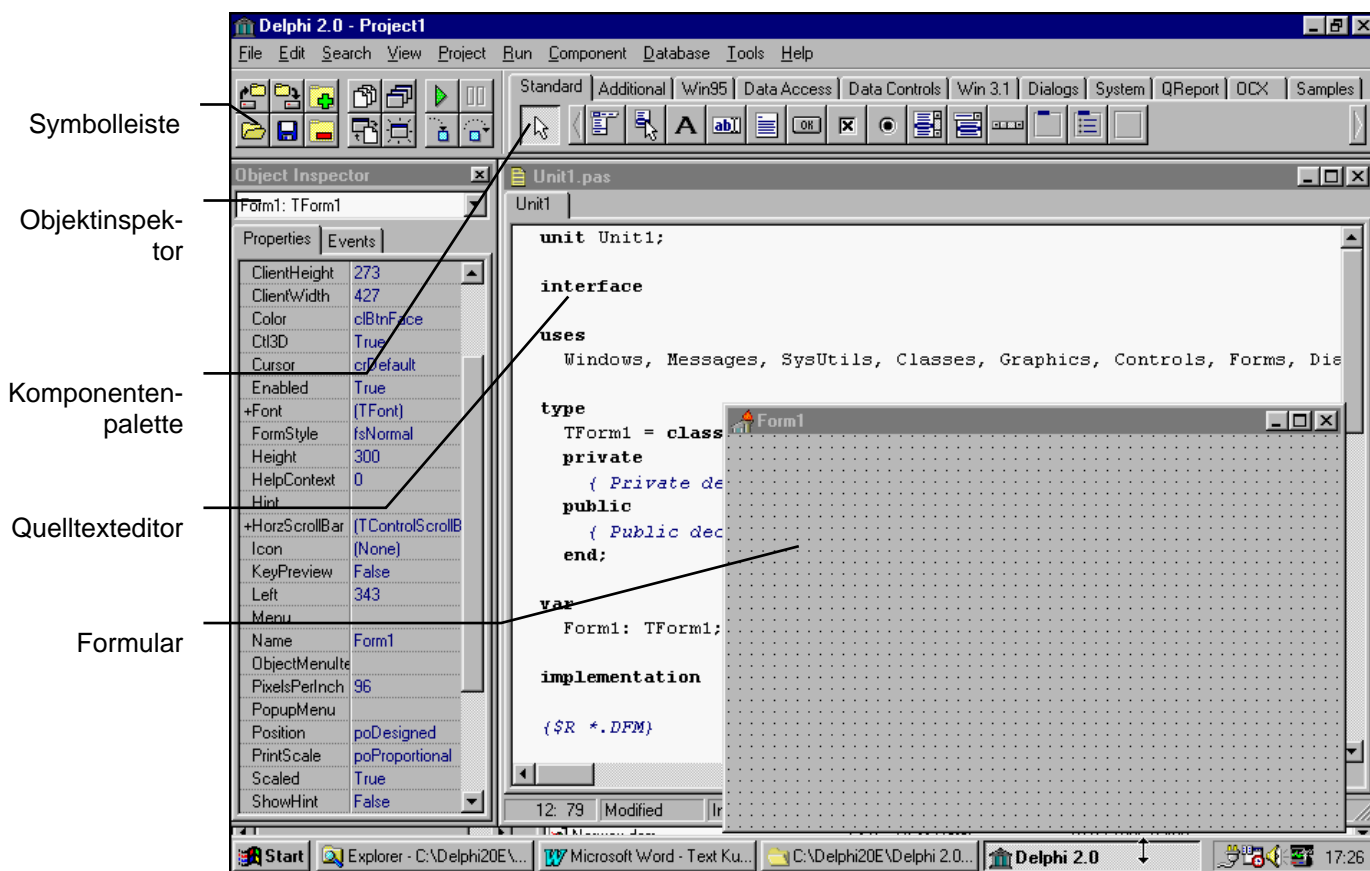 Delphi 2.0 - Project1
File Edit Search View Project Run Component Database Tools Help
Standard Additional Win95 Data Access Data Controls Win 3.1 Dialogs System QReport OCX Samples
A ab OK
Symbolleiste
Objektinspek-
tor
Komponenten-
palette
Quelltexteditor
Formular
Object Inspector
Form1: TForm1
Properties Events
ClientHeight 273
ClientWidth 427
Color clBtnFace
Ctl3D True
Cursor crDefault
Enabled True
+Font (TFont)
FormStyle fsNormal
Height 300
HelpContext 0
Hint
+HorzScrollBar (TControlScrollB
Icon (None)
KeyPreview False
Left 343
Menu
Name Form1
ObjectMenuIte
PixelsPerInch 96
PopupMenu
Position poDesigned
PrintScale poProportional
Scaled True
ShowHint False
Unit1.pas
Unit1
unit Unit1;
interface
uses
Windows, Messages, SysUtils, Classes, Graphics, Controls, Forms, Dia
type
TForm1 = class
private
{ Private de
public
{ Public dec
end;
var
Form1: TForm1;
implementation
{$R *.DFM}
12: 79 Modified In
Form1
Start Explorer - C:\Delphi20E\... Microsoft Word - Text Ku... C:\Delphi20E\Delphi 2.0... Delphi 2.0 17:26